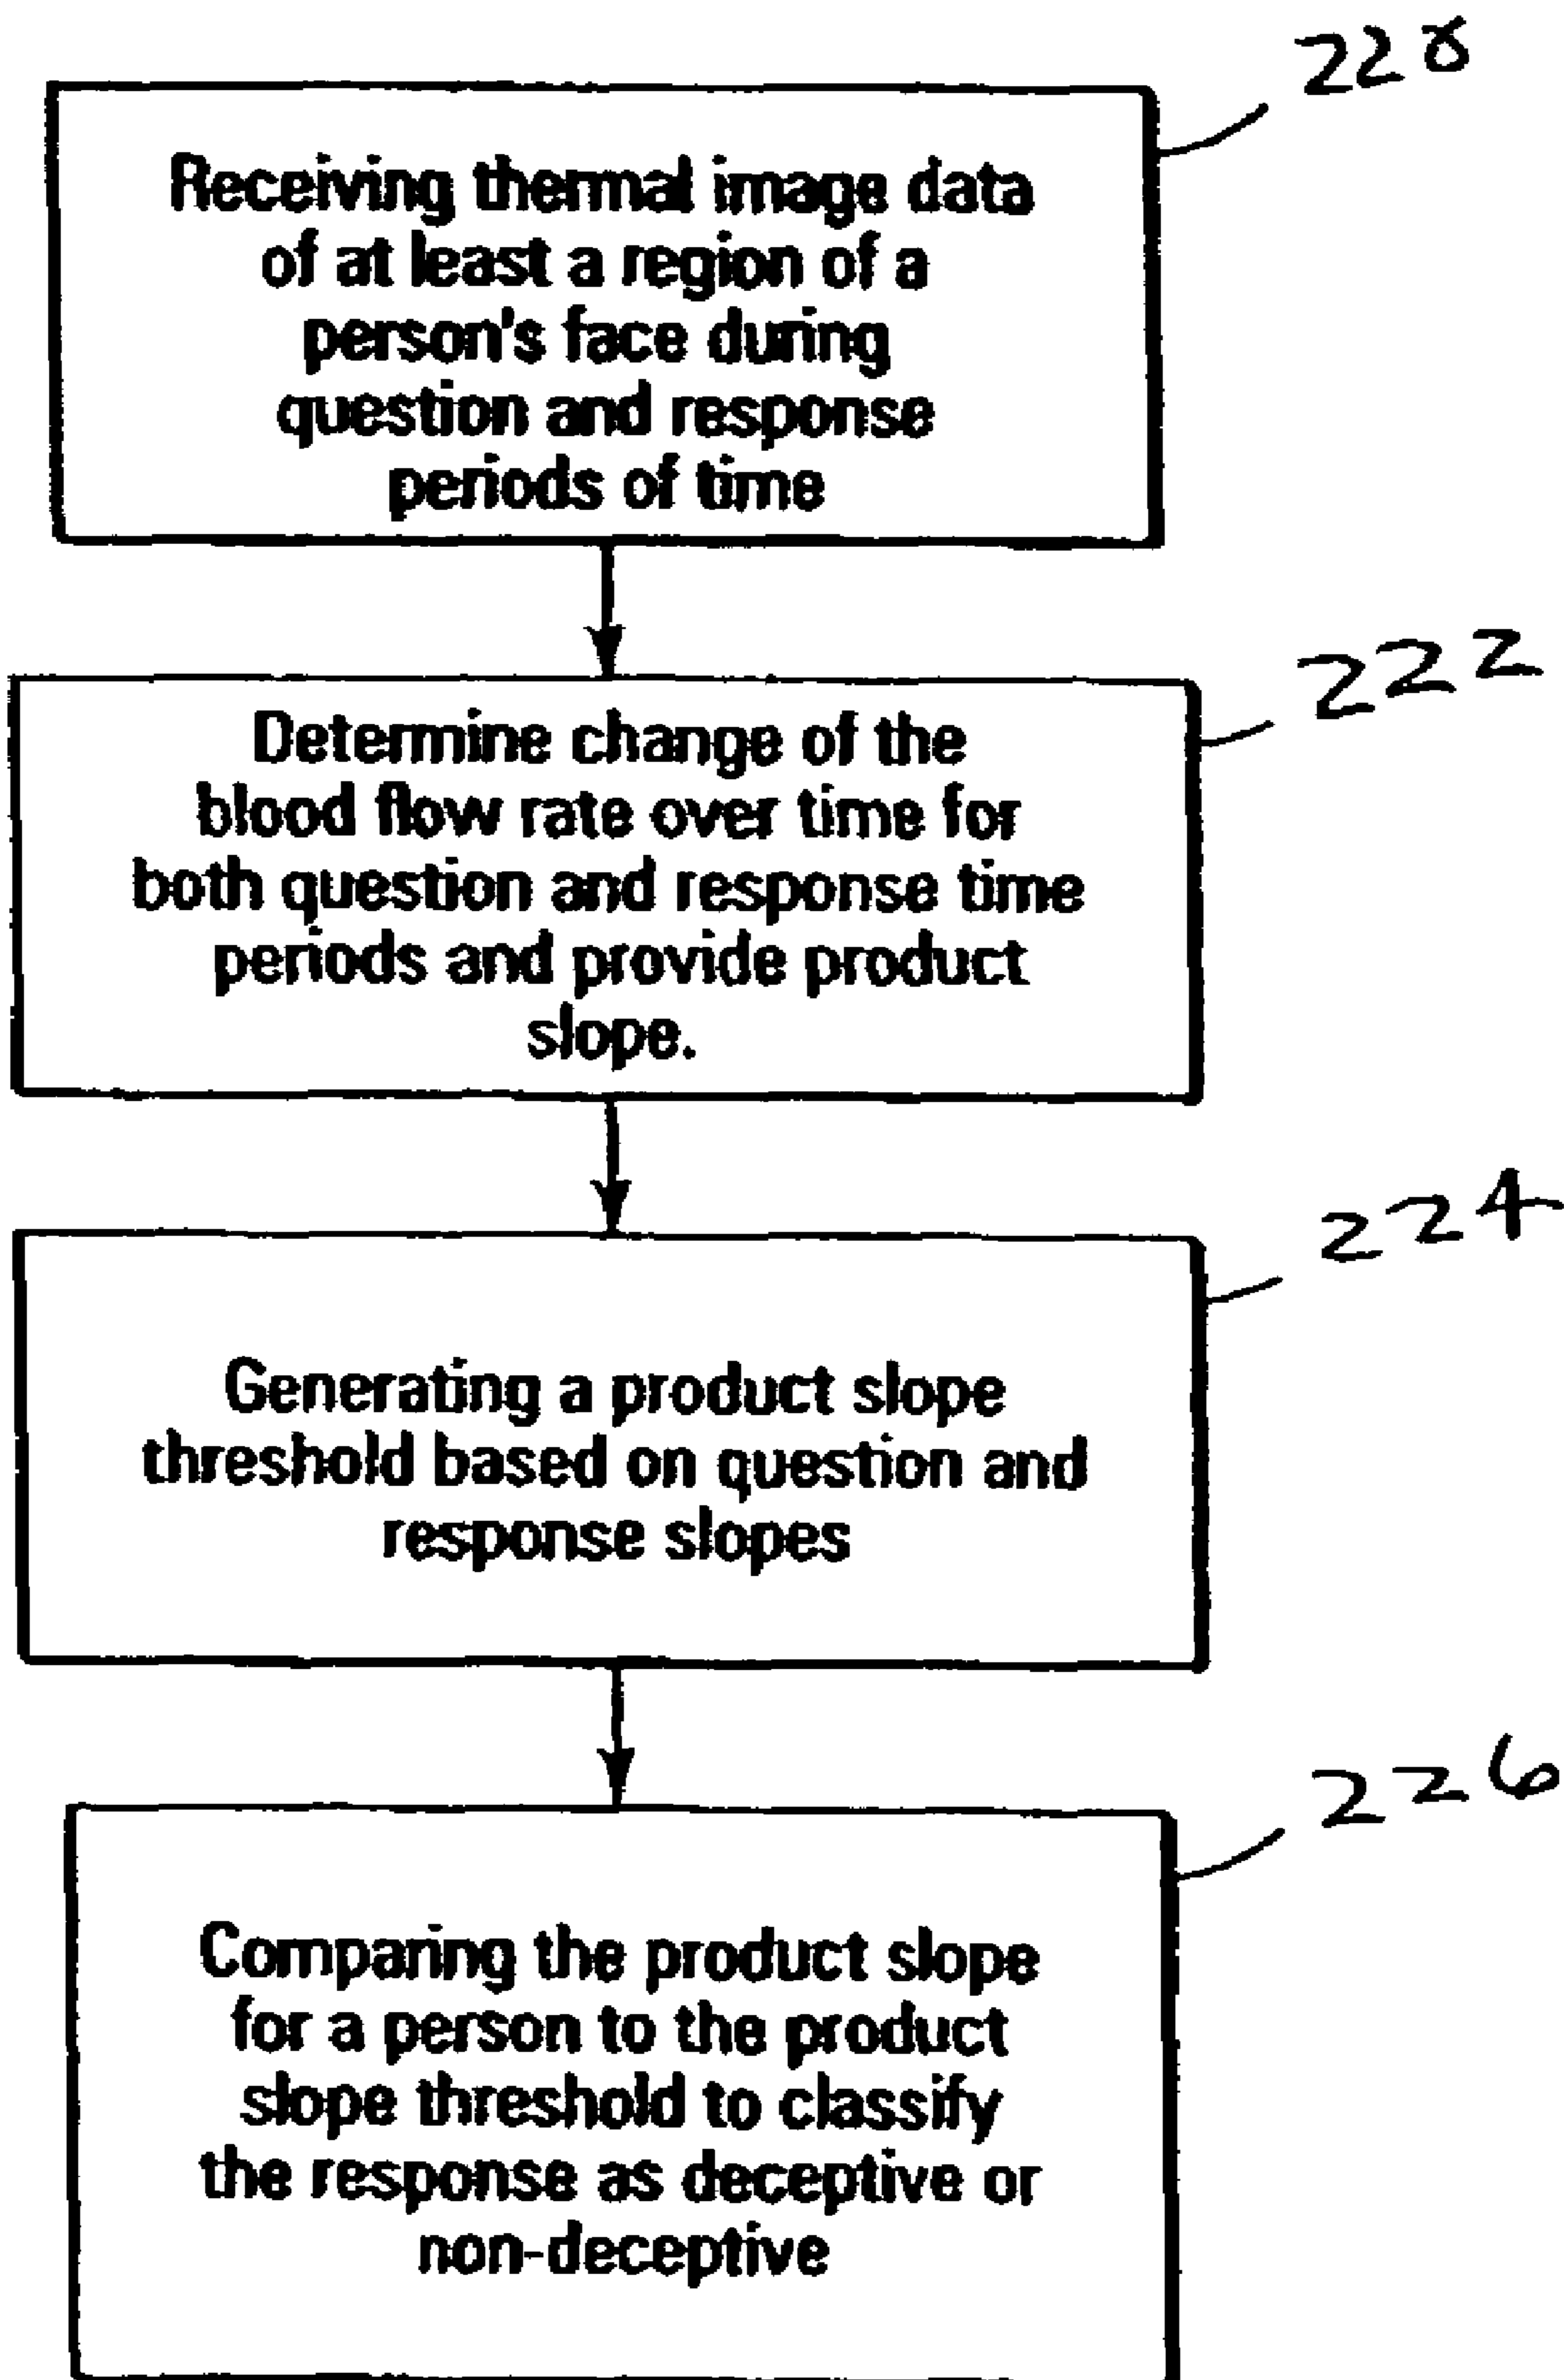 228
Receiving thermal image data
of at least a region of a
person's face during
question and response
periods of time
222
Determine change of the
blood flow rate over time for
both question and response time
periods and provide product
slope.
224
Generating a product slope
threshold based on question and
response slopes
226
Comparing the product slope
for a person to the product
slope threshold to classify
the response as deceptive or
non-deceptive